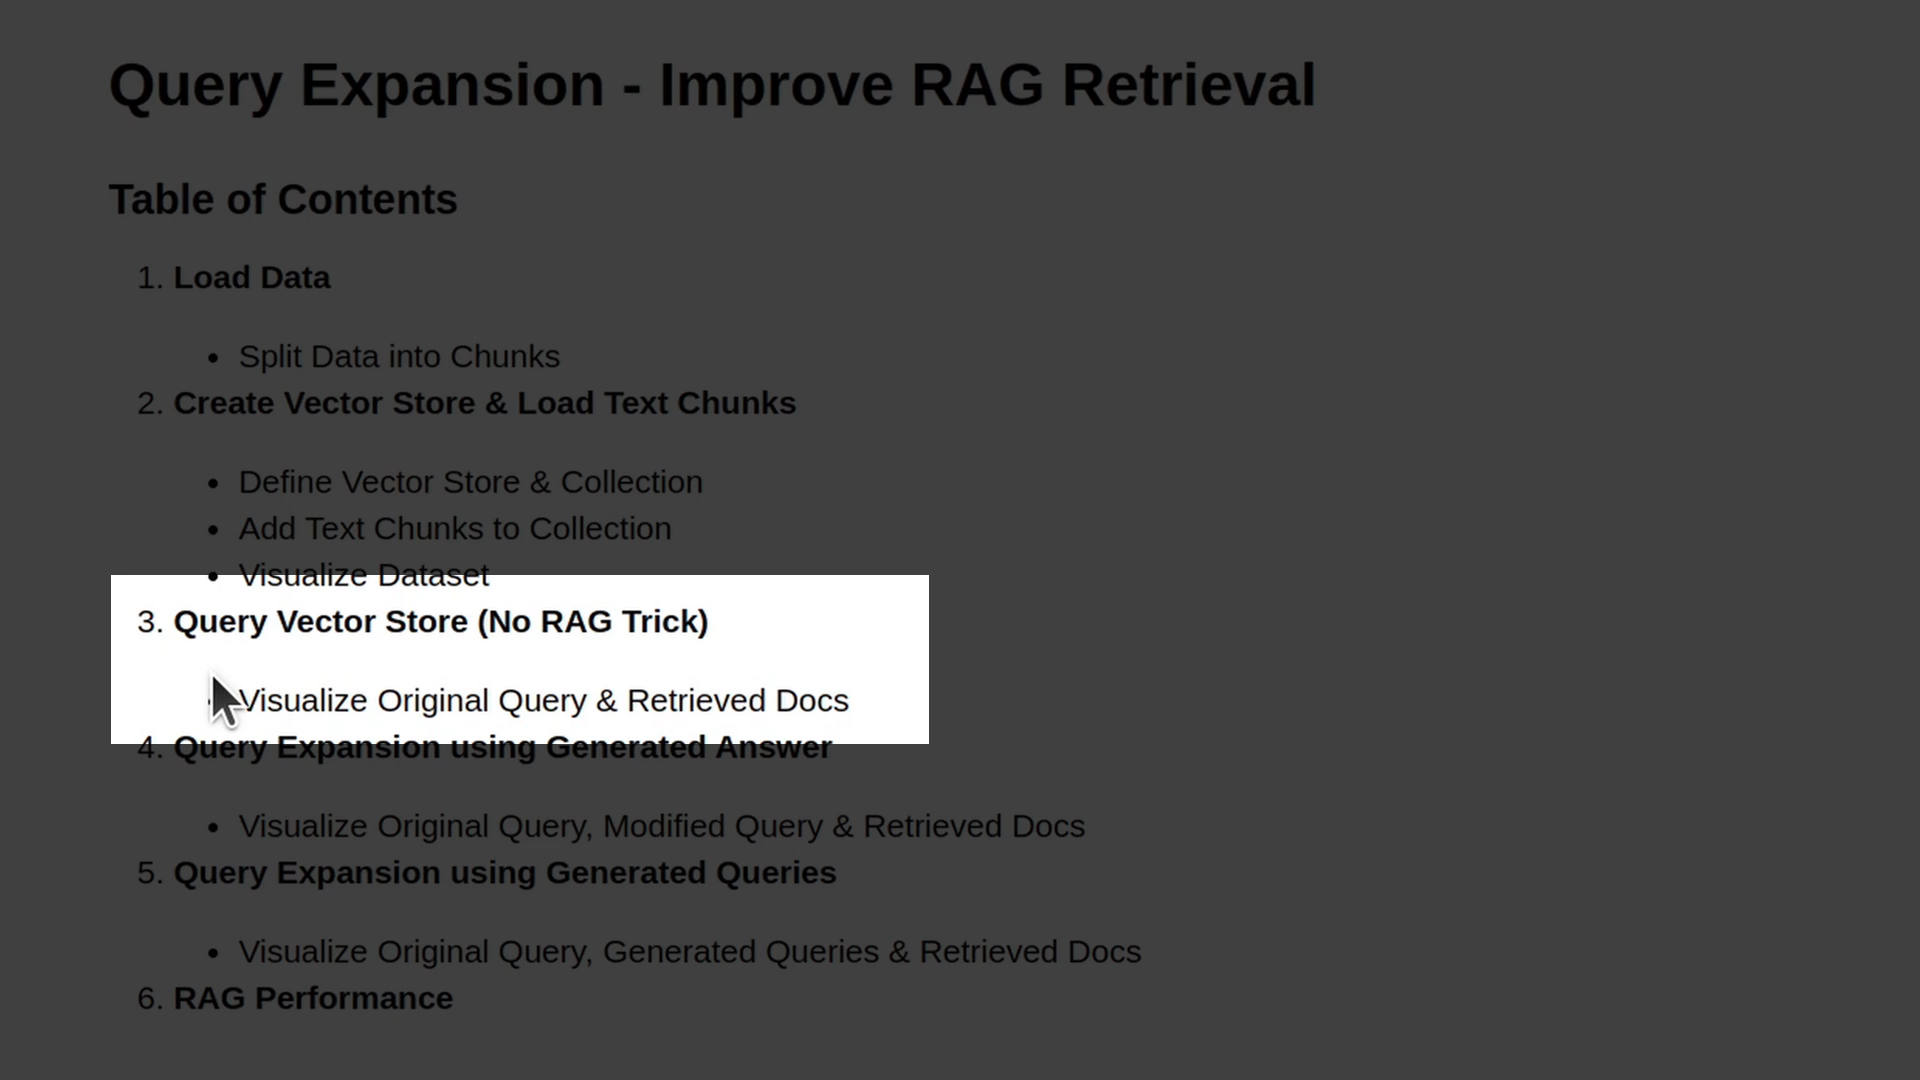 Query Expansion - Improve RAG Retrieval
Table of Contents
1. Load Data
• Split Data into Chunks
2. Create Vector Store & Load Text Chunks
• Define Vector Store & Collection
• Add Text Chunks to Collection
• Visualize Dataset
3. Query Vector Store (No RAG Trick)
• Visualize Original Query & Retrieved Docs
4. Query Expansion using Generated Answer
• Visualize Original Query, Modified Query & Retrieved Docs
5. Query Expansion using Generated Queries
• Visualize Original Query, Generated Queries & Retrieved Docs
6. RAG Performance